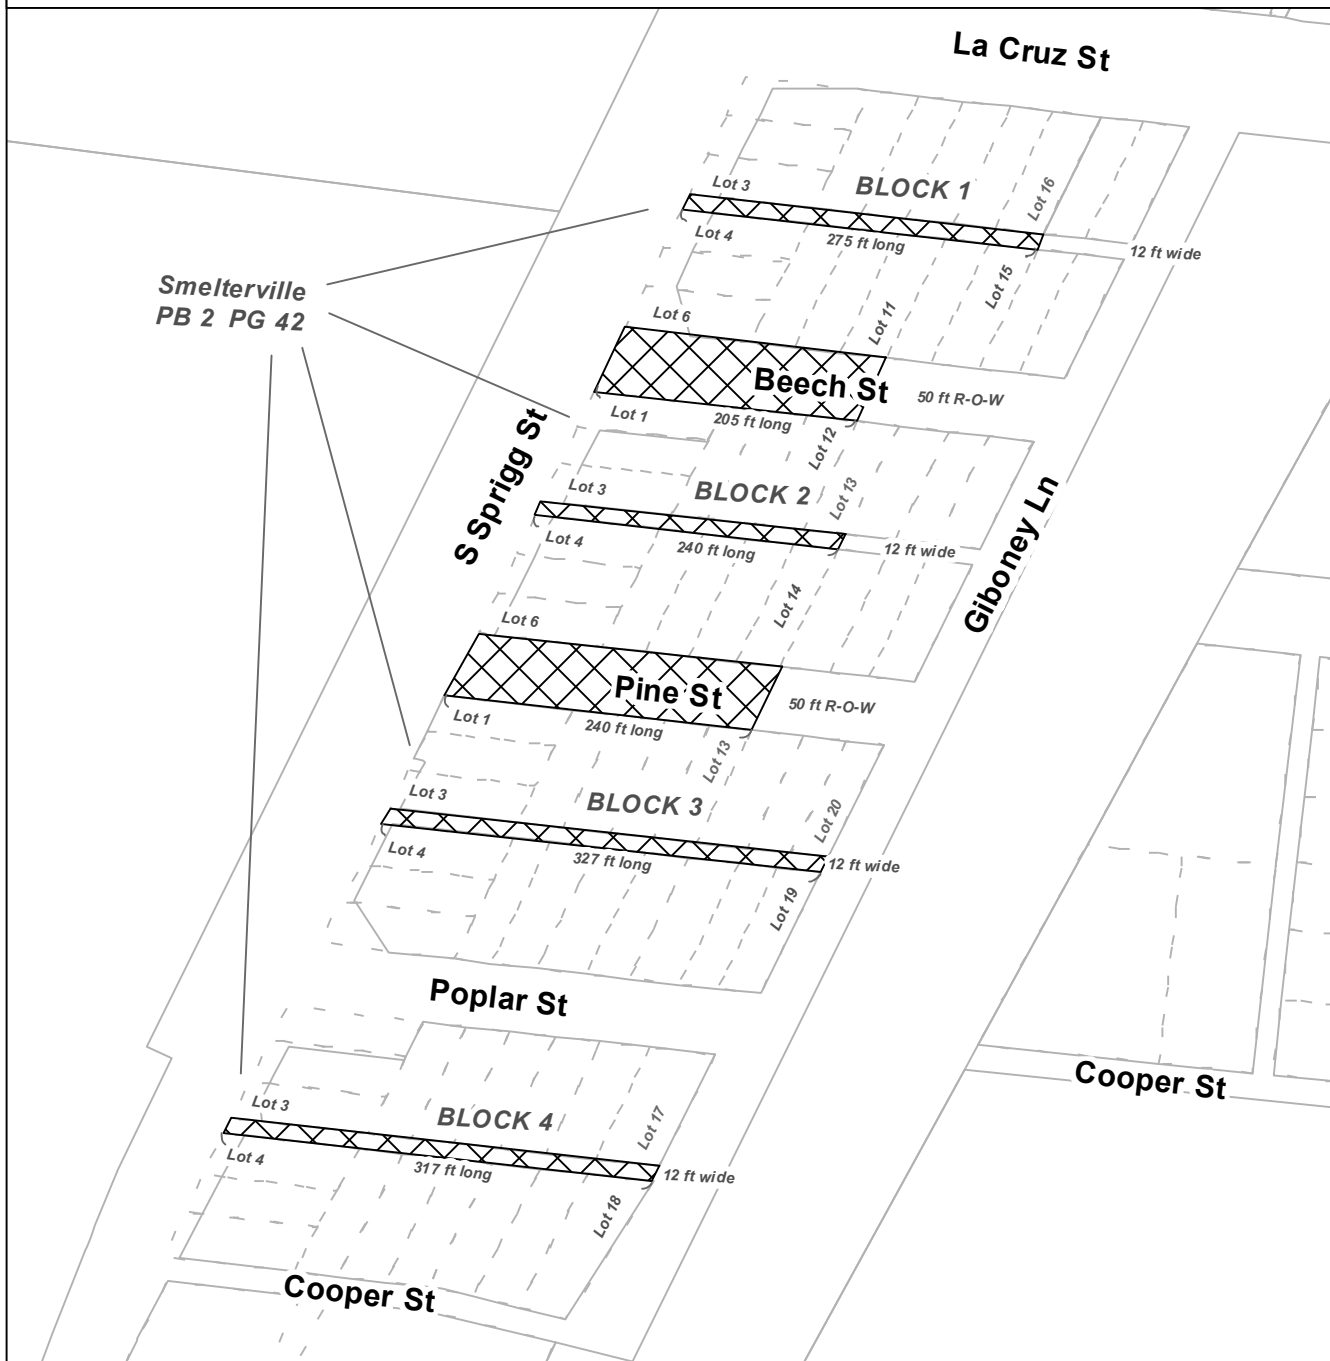 La Cruz St
Lot 3
BLOCK 1
Lot 16
Lot 4
275 ft long
12 ft wide
Lot 15
Smelterville
PB 2 PG 42
Lot 6
Lot 11
Beech St
50 ft R-O-W
Lot 1
205 ft long
Lot 12
S Sprigg St
Lot 3
BLOCK 2
Lot 13
Lot 4
240 ft long
12 ft wide
Giboney Ln
Lot 14
Lot 6
Pine St
50 ft R-O-W
Lot 1
240 ft long
Lot 13
Lot 3
BLOCK 3
Lot 20
Lot 4
327 ft long
12 ft wide
Lot 19
Poplar St
Cooper St
Lot 3
BLOCK 4
Lot 17
Lot 4
317 ft long
12 ft wide
Lot 18
Cooper St